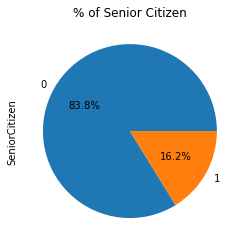 % of Senior Citizen
0
83.8%
SeniorCitizen
16.2%
1